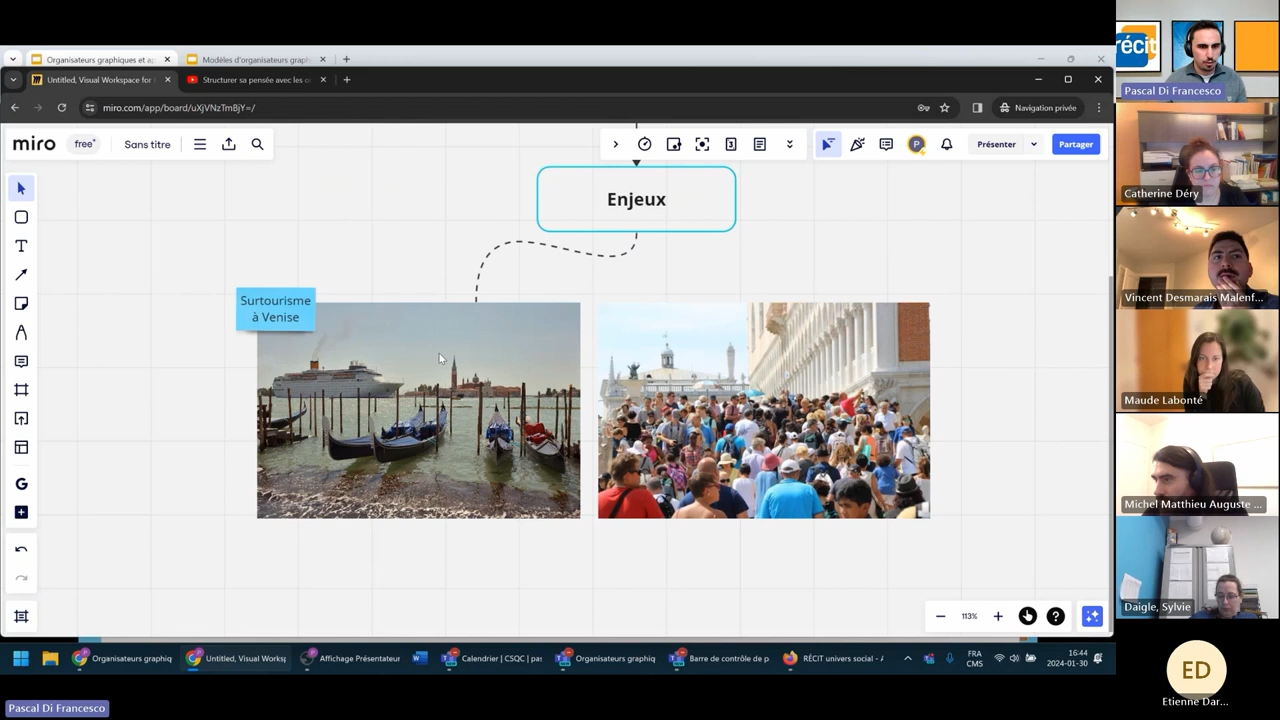 Organisateurs graphiques et ap
Modèles d'organisateurs graph
Untitled, Visual Workspace for
Structurer sa pensée avec les or
miro.com/app/board/uXjVNzTmBjY=/
Navigation privée
miro
free
Sans titre
P
Présenter
Partager
Enjeux
Surtourisme
à Venise
113%
Organisateurs graphiq
Untitled, Visual Worksp
Affichage Présentateur
Calendrier | CSQC | pas
Organisateurs graphiq
Barre de contrôle de p
RÉCIT univers social - A
FRA
CMS
16:44
2024-01-30
Pascal Di Francesco
récit
Pascal Di Francesco
Catherine Déry
Vincent Desmarais Malenf...
Maude Labonté
Michel Matthieu Auguste ...
Daigle, Sylvie
ED
Etienne Dar...